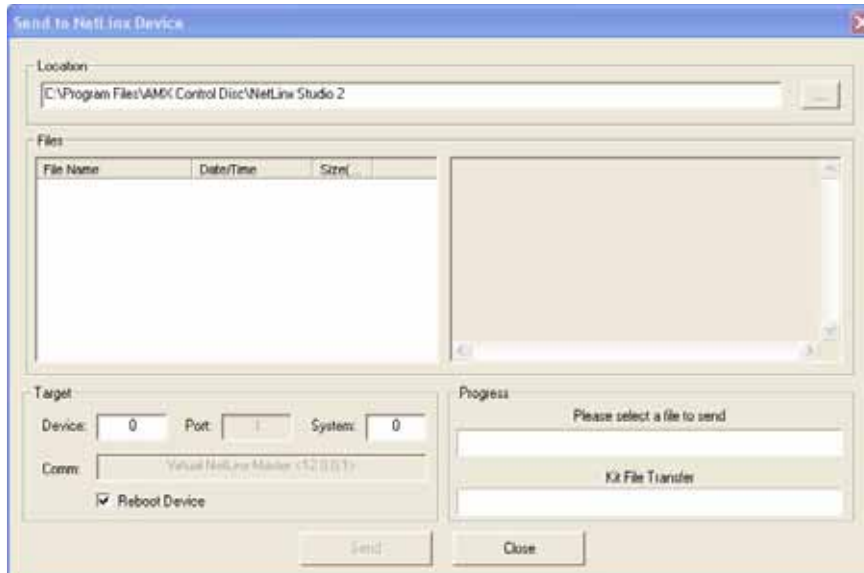 Send to NetLinx Device
Location
C:\Program Files\AMX Control Disc\NetLinx Studio 2
...
Files
File Name Date/Time Size(...
Target
Device: 0 Port: 1 System: 0
Comm: Virtual NetLinx Master
Reboot Device
Progress
Please select a file to send
Kit File Transfer
Send Close